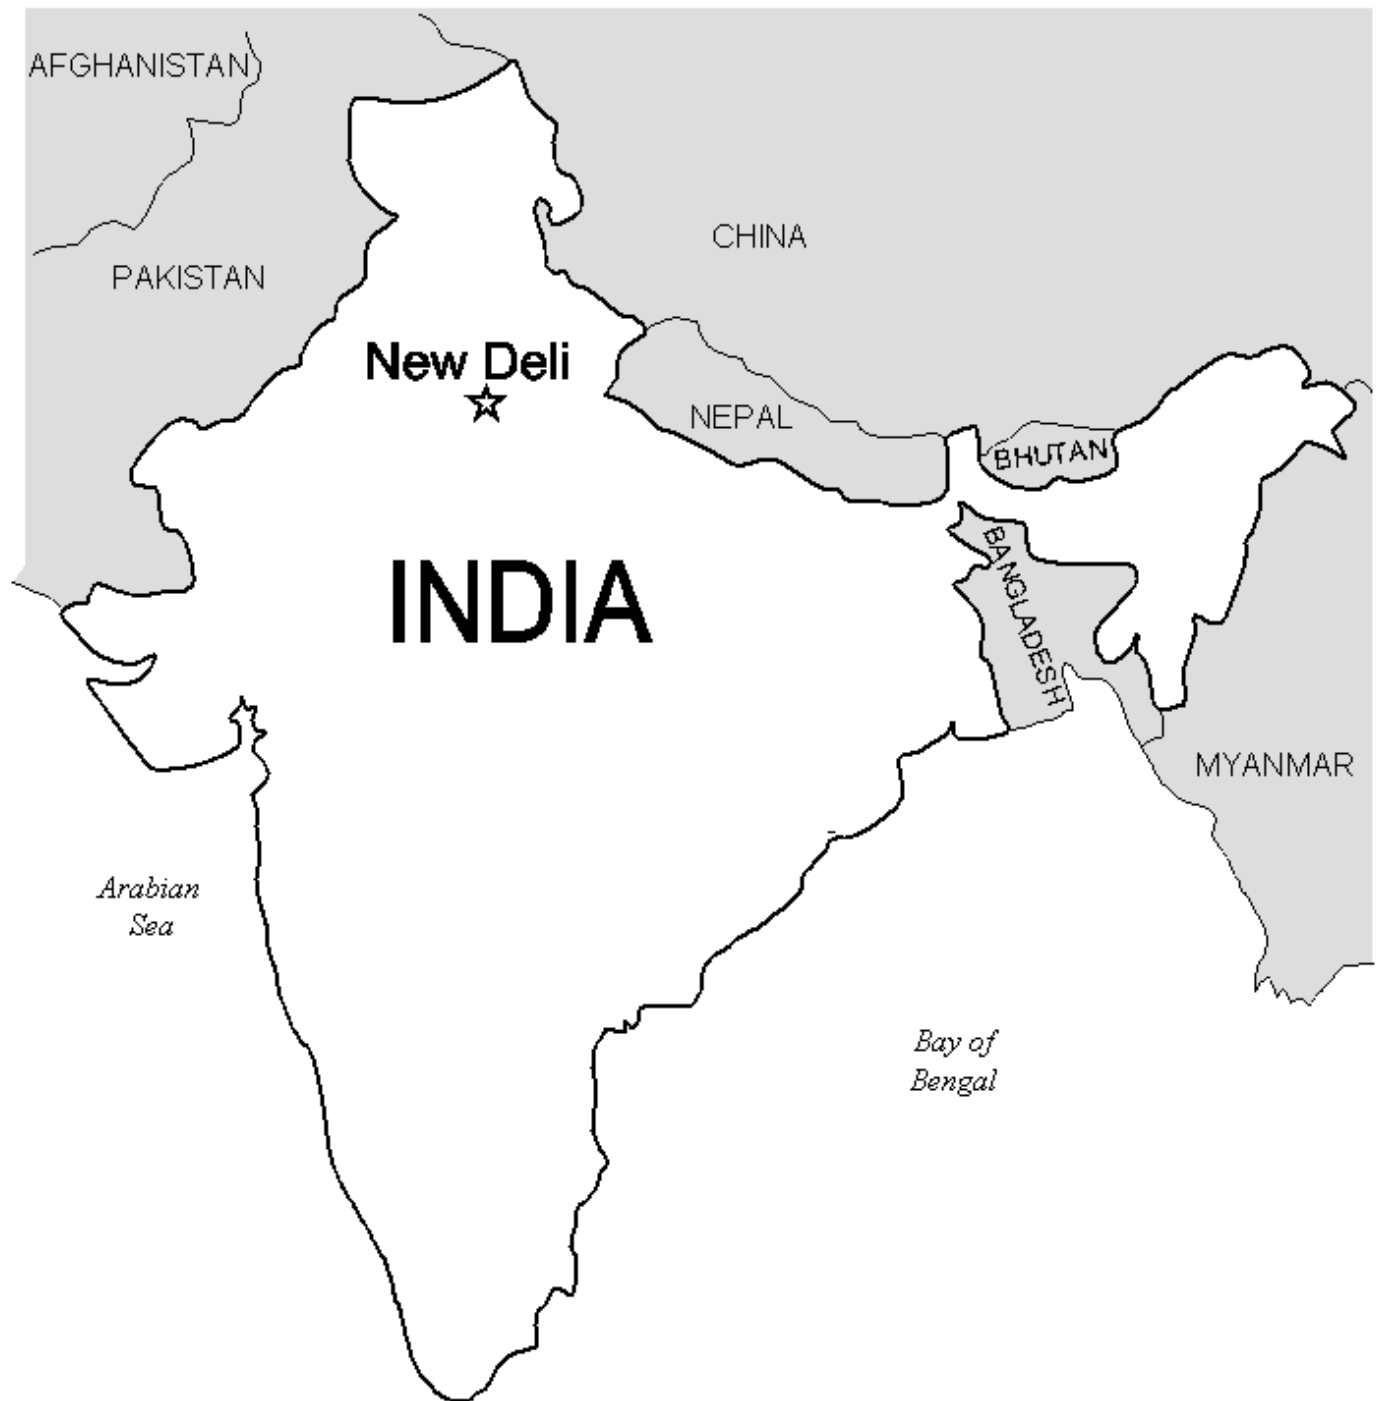 AFGHANISTAN
CHINA
PAKISTAN
New Deli
NEPAL
BHUTAN
BANGLADESH
INDIA
MYANMAR
Arabian
Sea
Bay of
Bengal